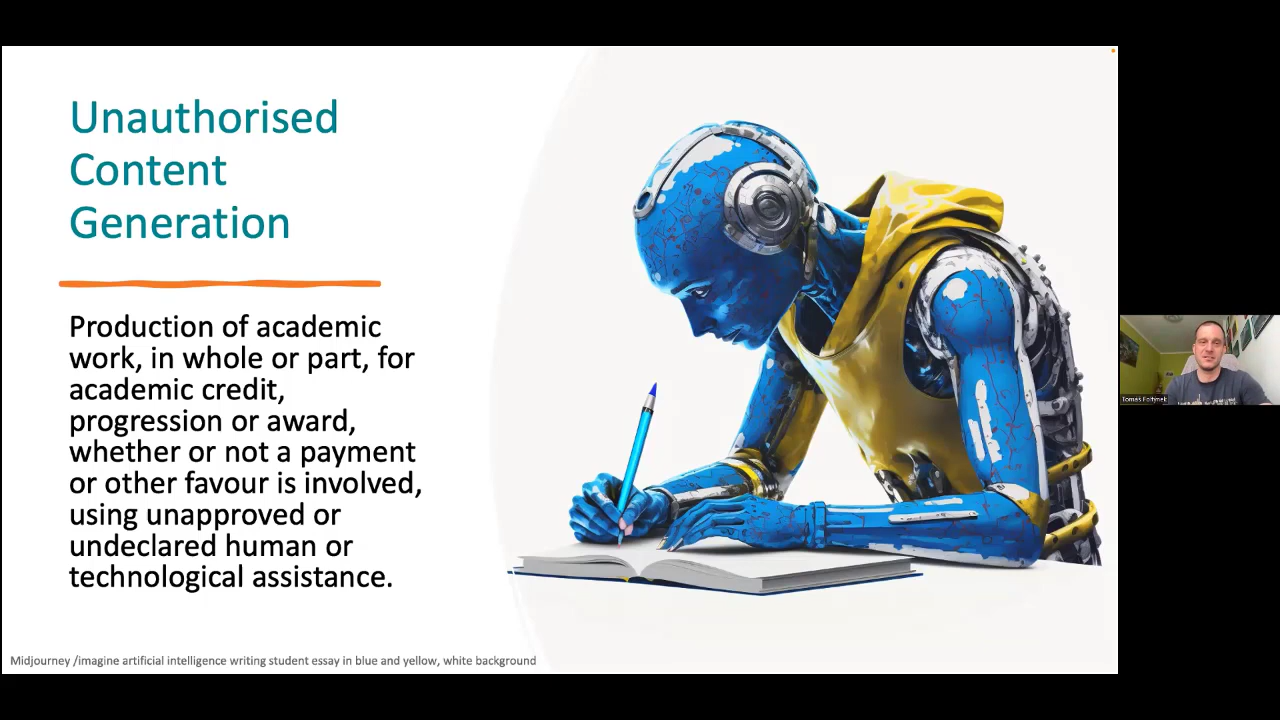 Unauthorised
Content
Generation
Production of academic
work, in whole or part, for
academic credit,
progression or award,
whether or not a payment
or other favour is involved,
using unapproved or
undeclared human or
technological assistance.
Midjourney /imagine artificial intelligence writing student essay in blue and yellow, white background
Tomáš Foltýnek